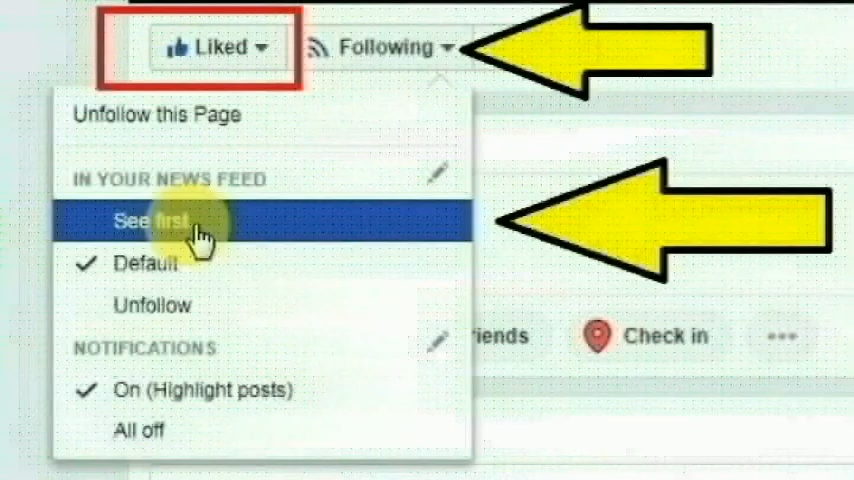 Liked Following
Unfollow this Page
IN YOUR NEWS FEED
See first
Default
Unfollow
riends Check in
NOTIFICATIONS
On (Highlight posts)
All off